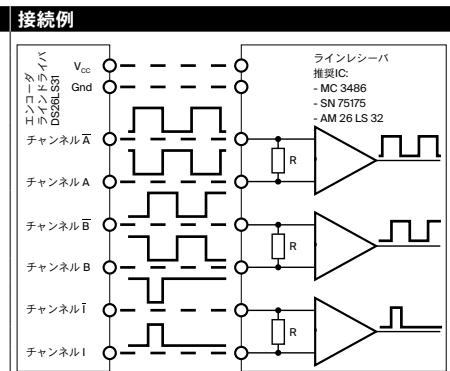 接続例
エンコーダ
ラインドライバ
DS26LS31
Vcc
Gnd
チャンネル A̅
チャンネル A
チャンネル B̅
チャンネル B
チャンネル I̅
チャンネル I
ラインレシーバ
推奨IC:
- MC 3486
- SN 75175
- AM 26 LS 32
R
R
R